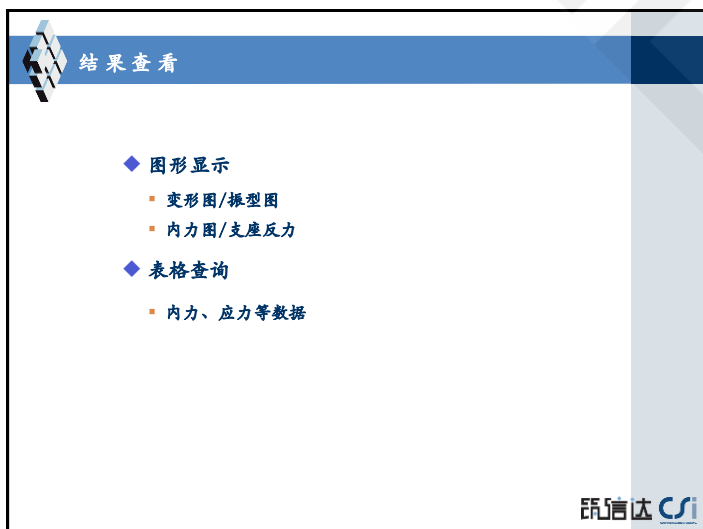 结果查看
图形显示
变形图/振型图
内力图/支座反力
表格查询
内力、应力等数据
筑信达 CSi